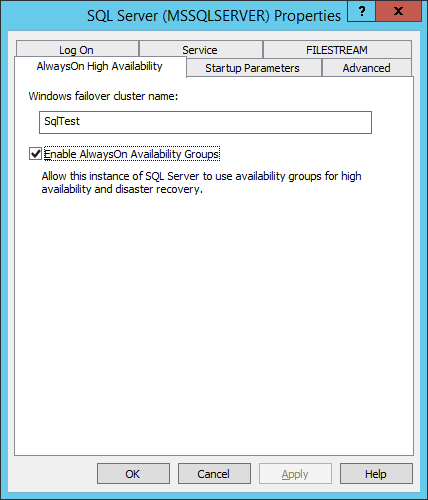 SQL Server (MSSQLSERVER) Properties
? x
Log On Service FILESTREAM
AlwaysOn High Availability Startup Parameters Advanced
Windows failover cluster name:
SqlTest
Enable AlwaysOn Availability Groups
Allow this instance of SQL Server to use availability groups for high
availability and disaster recovery.
OK Cancel Apply Help